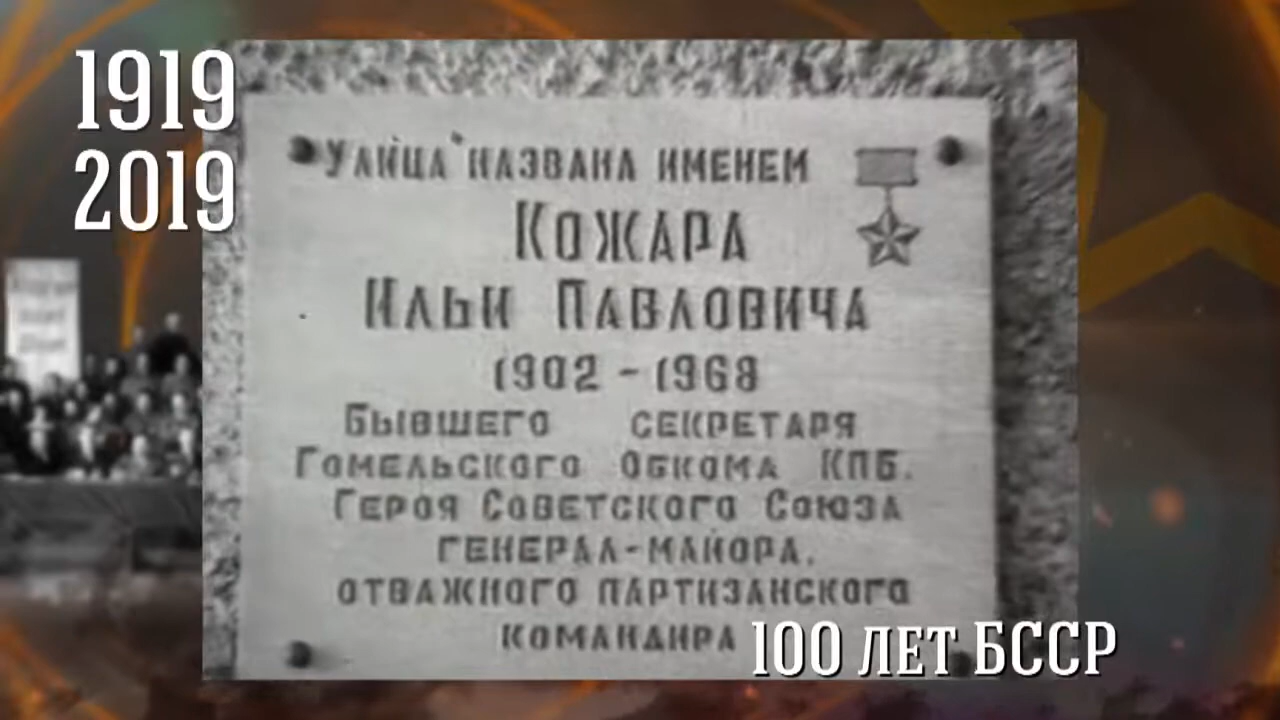 1919
2019
Улица названа именем
Кожара
Ильи Павловича
1902 - 1968
Бывшего секретаря
Гомельского Обкома КПБ.
Героя Советского Союза
генерал-майора,
отважного партизанского
командира
100 ЛЕТ БССР